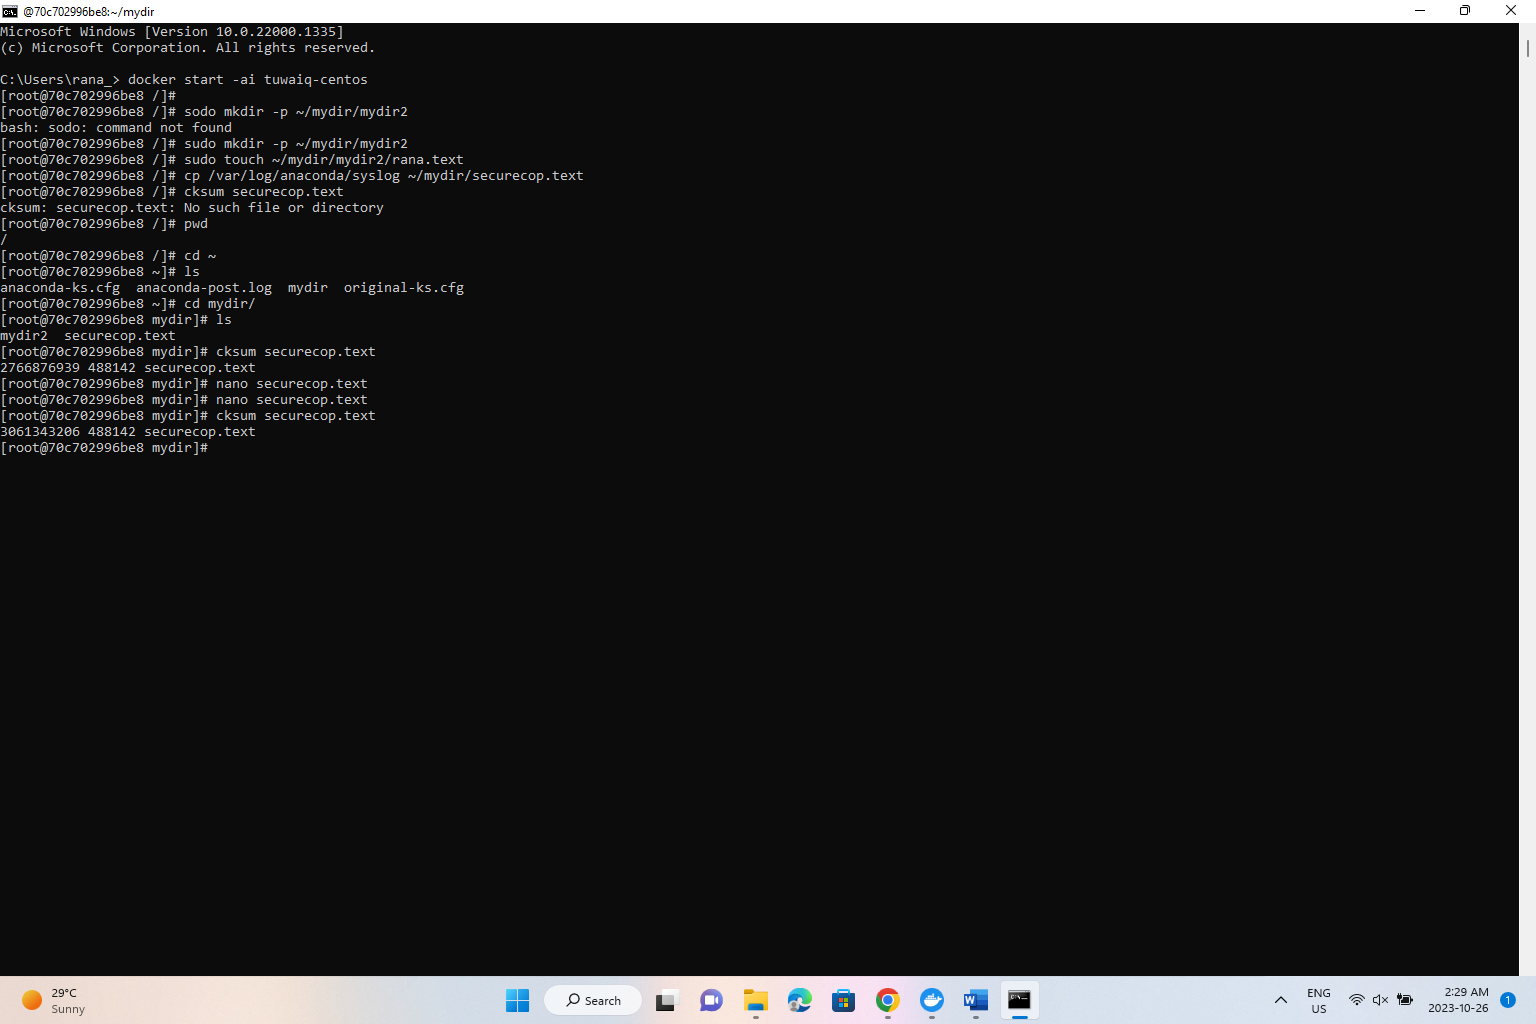 @70c702996be8:~/mydir
Microsoft Windows [Version 10.0.22000.1335]
(c) Microsoft Corporation. All rights reserved.
C:\Users\rana_> docker start -ai tuwaiq-centos
[root@70c702996be8 /]#
[root@70c702996be8 /]# sodo mkdir -p ~/mydir/mydir2
bash: sodo: command not found
[root@70c702996be8 /]# sudo mkdir -p ~/mydir/mydir2
[root@70c702996be8 /]# sudo touch ~/mydir/mydir2/rana.text
[root@70c702996be8 /]# cp /var/log/anaconda/syslog ~/mydir/securecop.text
[root@70c702996be8 /]# cksum securecop.text
cksum: securecop.text: No such file or directory
[root@70c702996be8 /]# pwd
/
[root@70c702996be8 /]# cd ~
[root@70c702996be8 ~]# ls
anaconda-ks.cfg  anaconda-post.log  mydir  original-ks.cfg
[root@70c702996be8 ~]# cd mydir/
[root@70c702996be8 mydir]# ls
mydir2  securecop.text
[root@70c702996be8 mydir]# cksum securecop.text
2766876939 488142 securecop.text
[root@70c702996be8 mydir]# nano securecop.text
[root@70c702996be8 mydir]# nano securecop.text
[root@70c702996be8 mydir]# cksum securecop.text
3061343206 488142 securecop.text
[root@70c702996be8 mydir]#
29°C
Sunny
Search
ENG
US
2:29 AM
2023-10-26
1